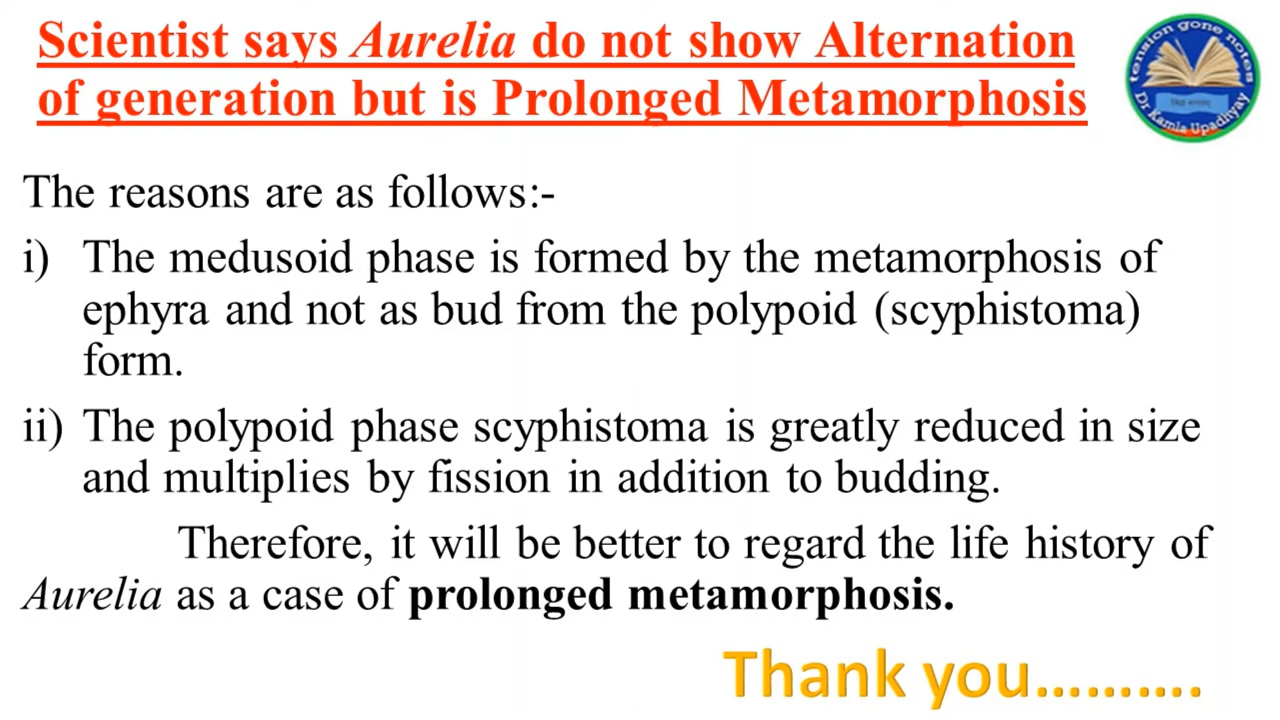 Scientist says Aurelia do not show Alternation
of generation but is Prolonged Metamorphosis
tension gone notes
Dr Kamla Upadhyay
The reasons are as follows:-
i) The medusoid phase is formed by the metamorphosis of
ephyra and not as bud from the polypoid (scyphistoma)
form.
ii) The polypoid phase scyphistoma is greatly reduced in size
and multiplies by fission in addition to budding.
Therefore, it will be better to regard the life history of
Aurelia as a case of prolonged metamorphosis.
Thank you……….